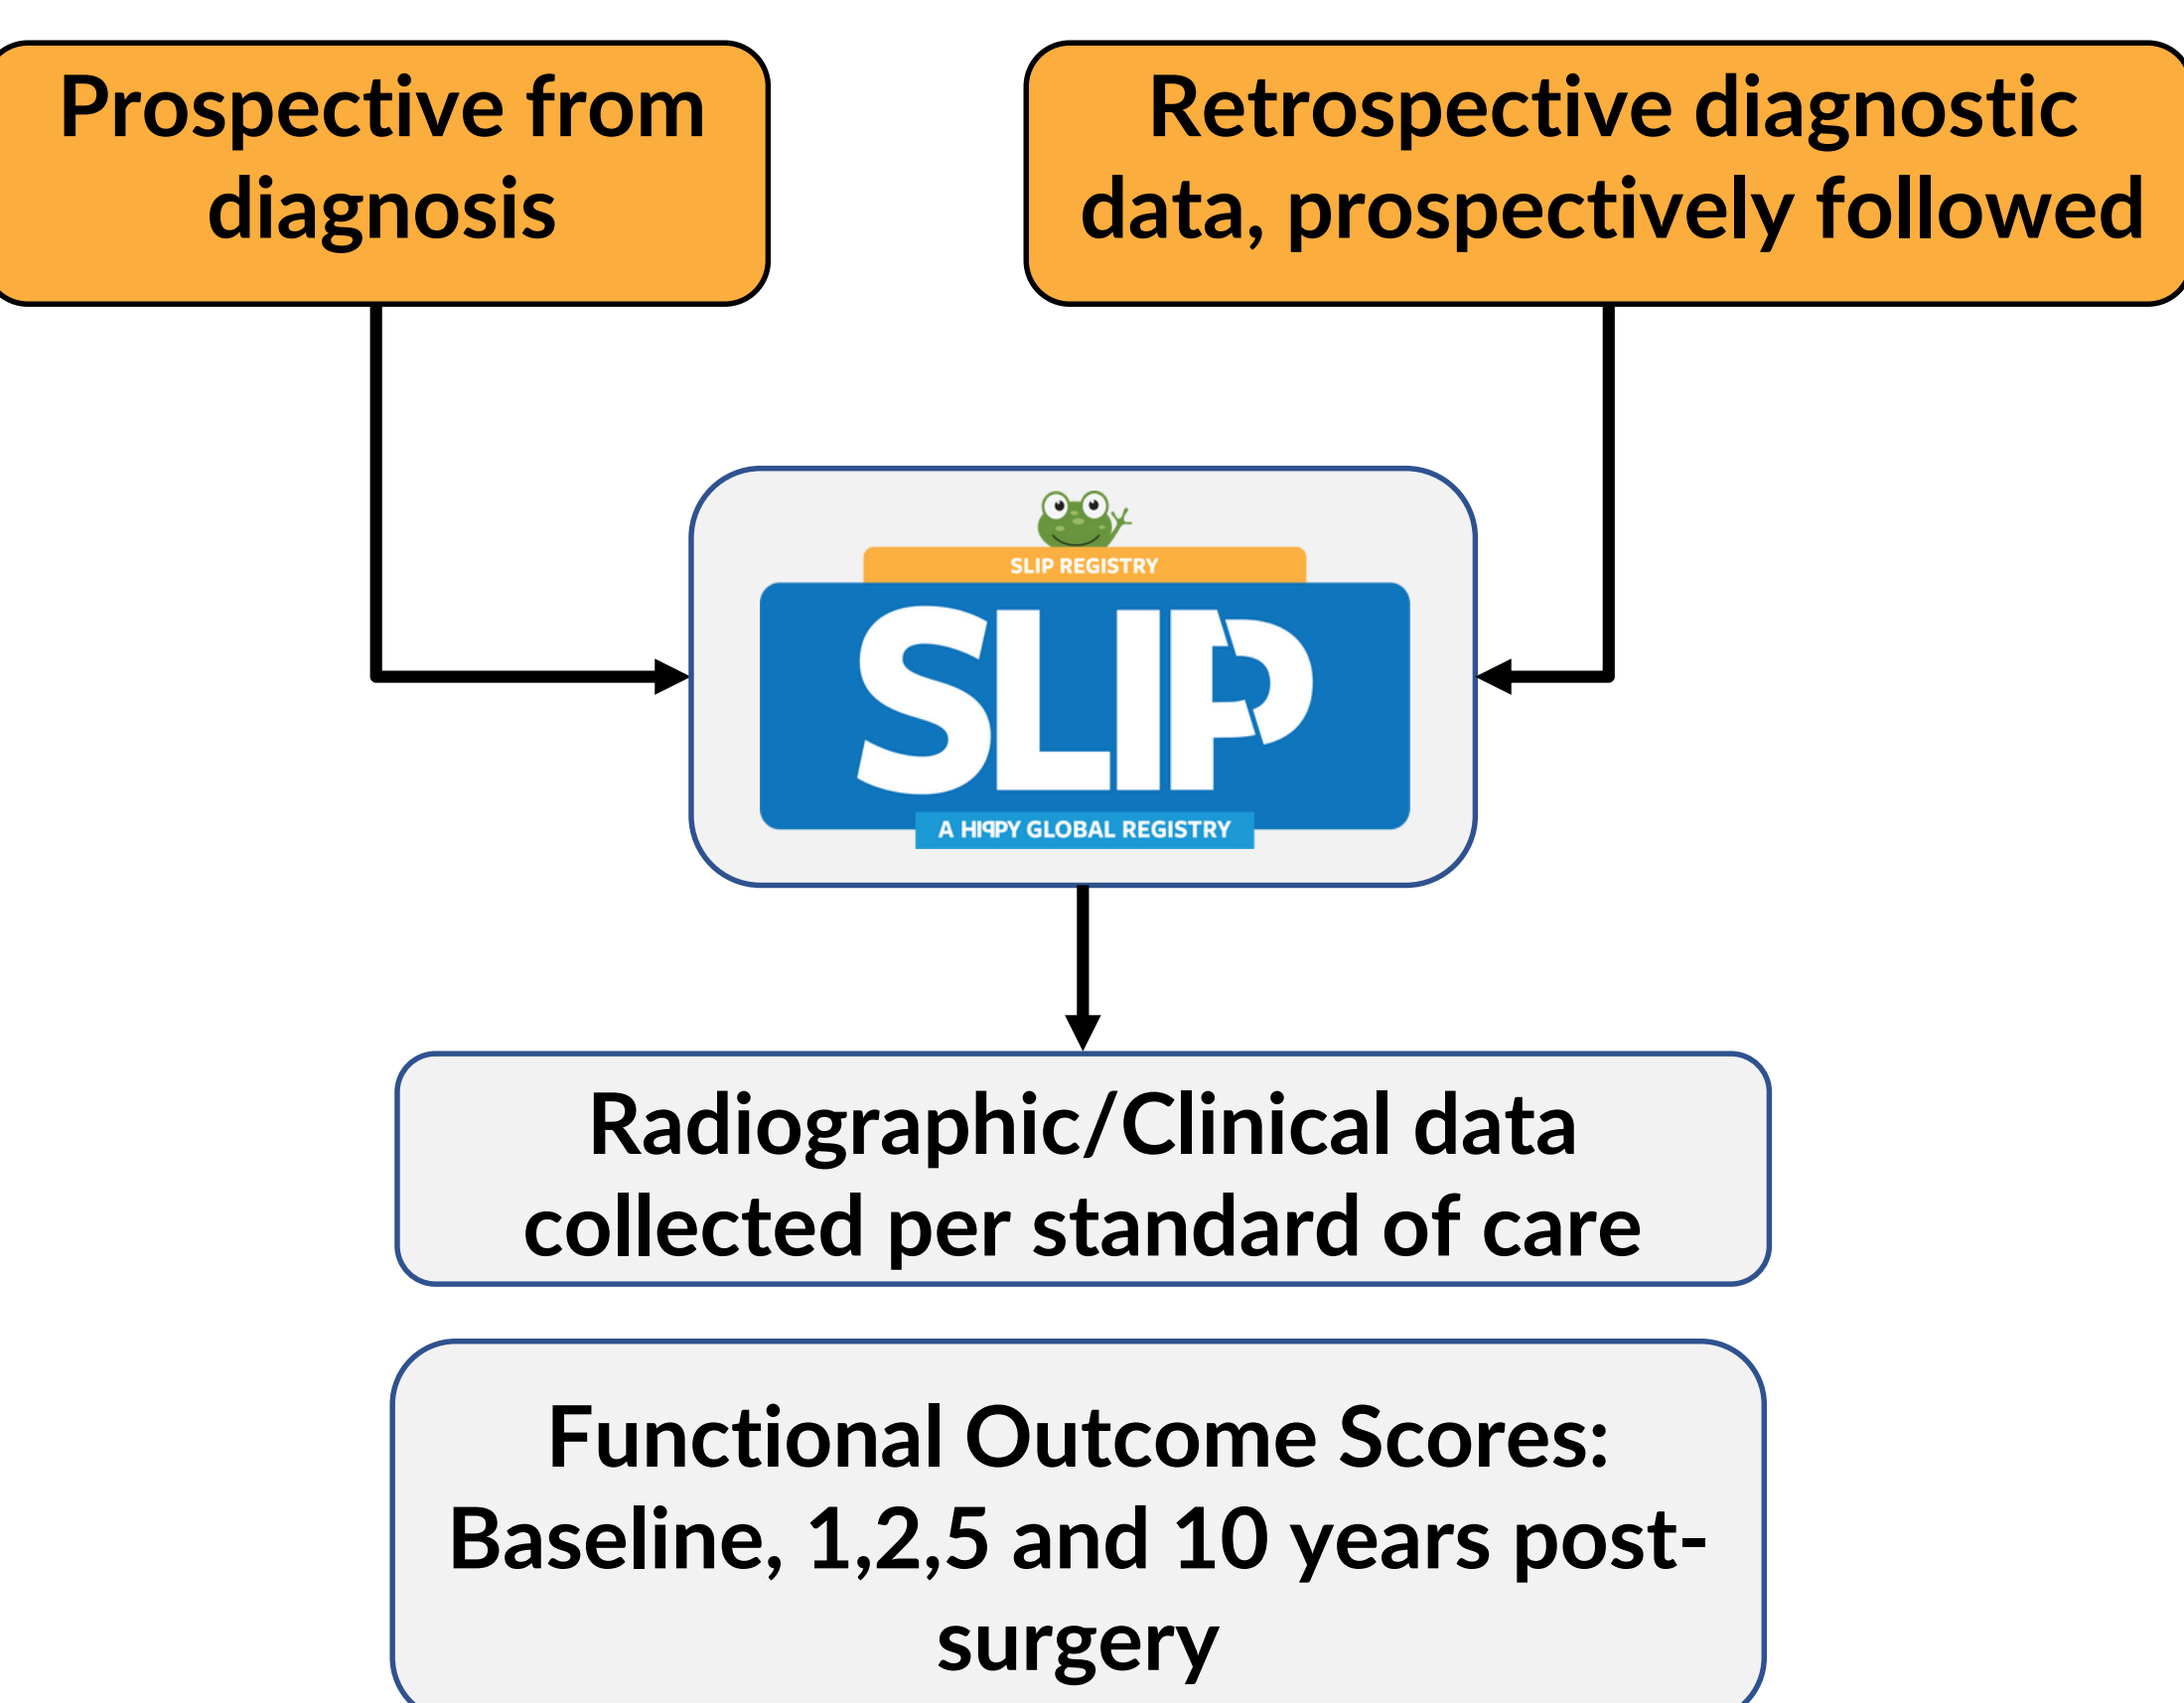 Prospective from
diagnosis
Retrospective diagnostic
data, prospectively followed
SLIP REGISTRY
SLIP
A HIPPY GLOBAL REGISTRY
Radiographic/Clinical data
collected per standard of care
Functional Outcome Scores:
Baseline, 1,2,5 and 10 years post-
surgery